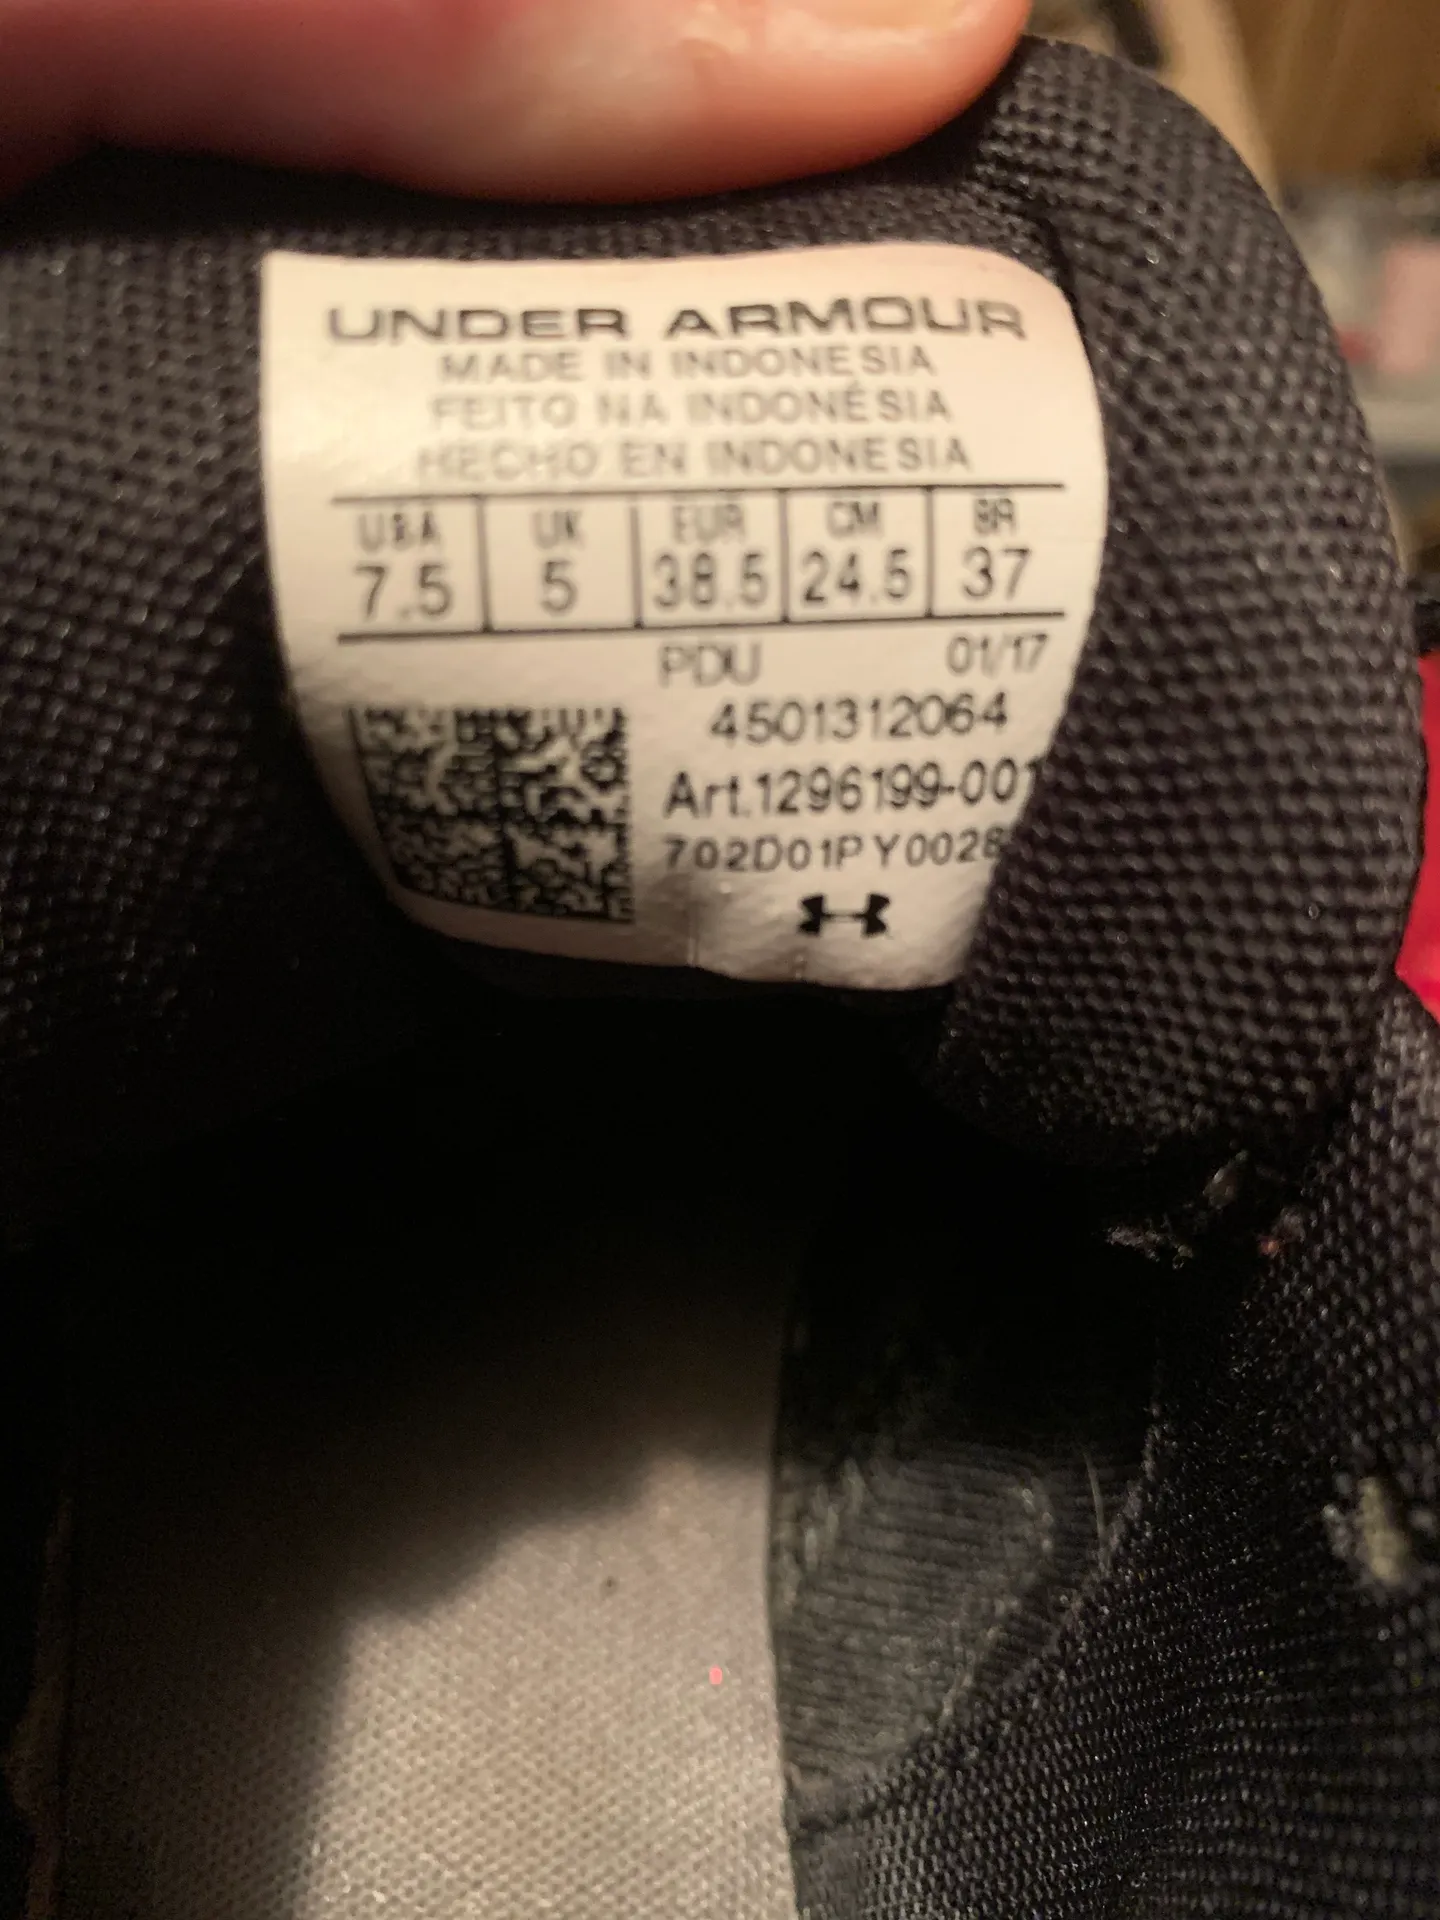 UNDER ARMOUR
MADE IN INDONESIA
FEITO NA INDONÉSIA
HECHO EN INDONESIA
USA UK EUR CM BR
7.5 5 38.5 24.5 37
PDU 01/17
4501312064
Art.1296199-001
702D01P Y0028